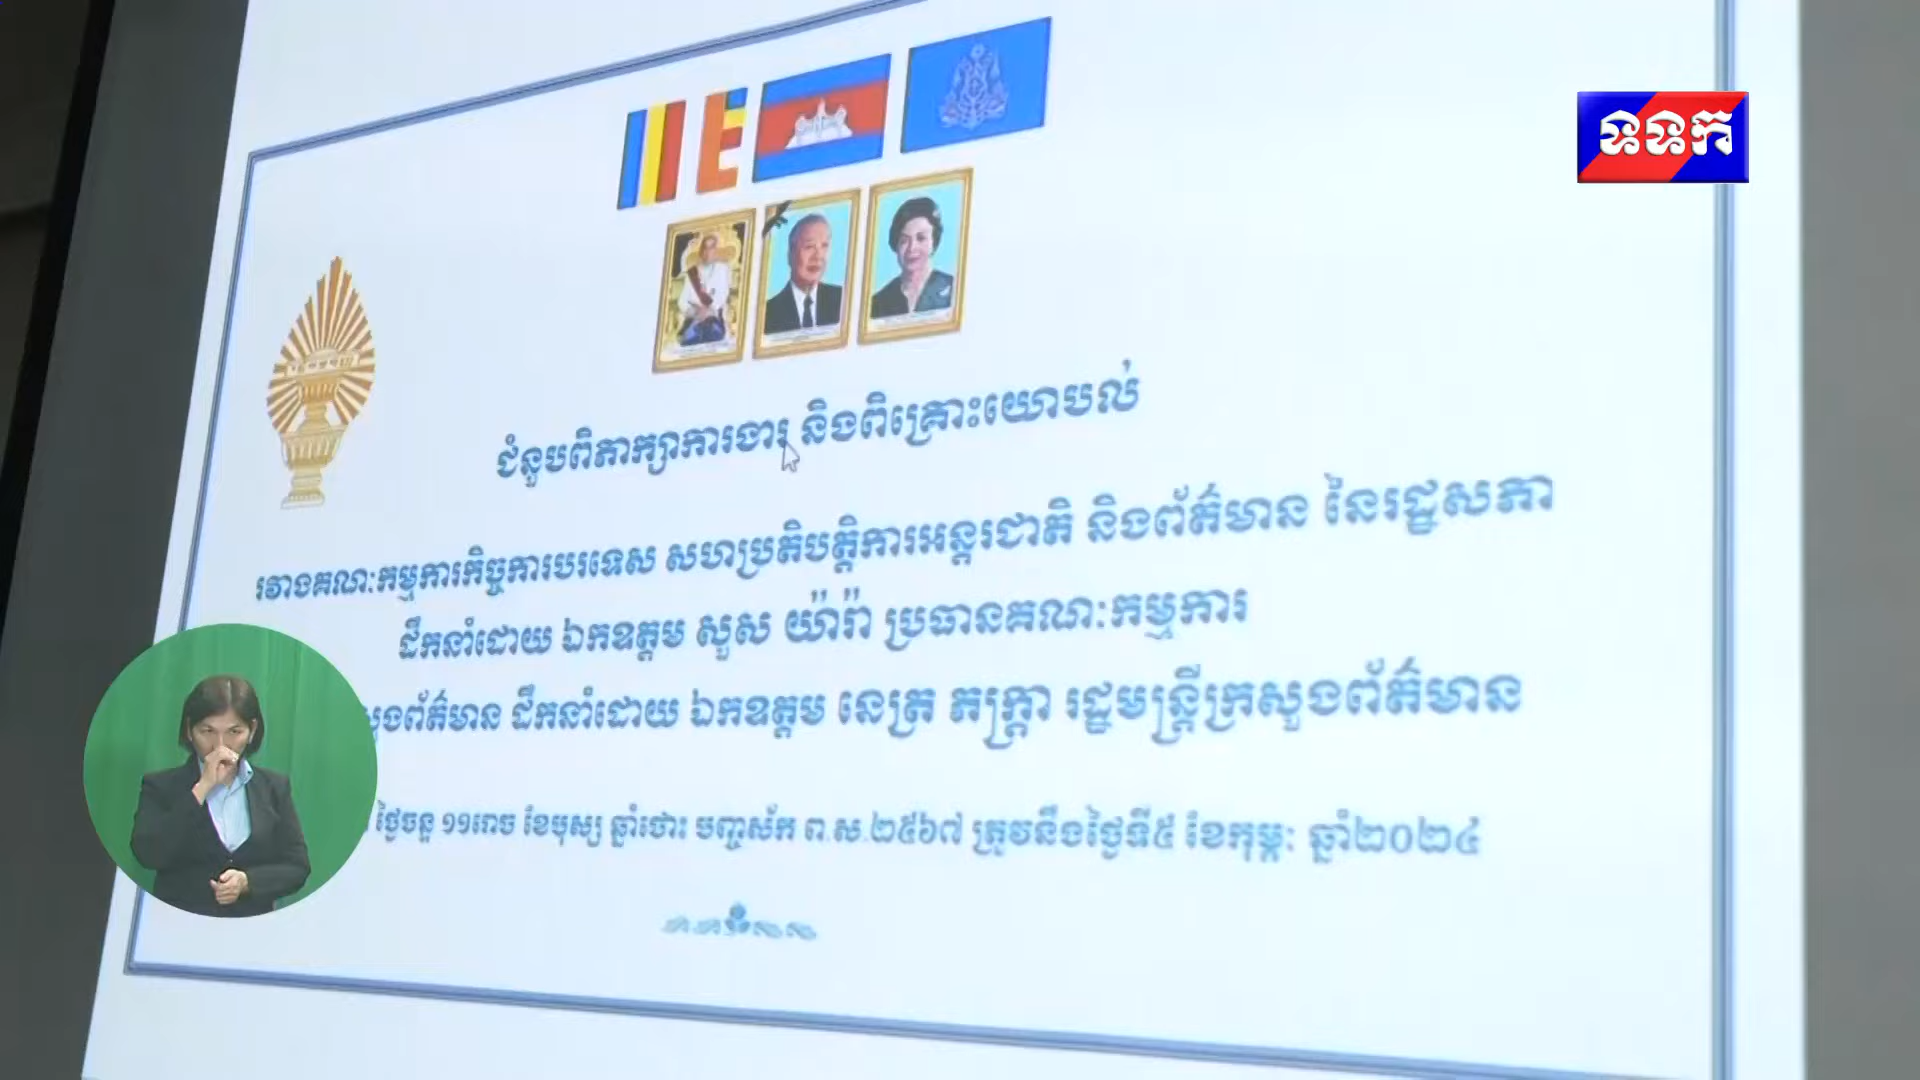 ទទក
ជំនួបពិភាក្សាការងារ និងពិគ្រោះយោបល់
រវាងគណៈកម្មការកិច្ចការបរទេស សហប្រតិបត្តិការអន្តរជាតិ និងព័ត៌មាន នៃរដ្ឋសភា
ដឹកនាំដោយ ឯកឧត្តម សួស យ៉ារ៉ា ប្រធានគណៈកម្មការ
ព័ត៌មាន ដឹកនាំដោយ ឯកឧត្តម នេត្រ ភក្ត្រា រដ្ឋមន្ត្រីក្រសួងព័ត៌មាន
ថ្ងៃចន្ទ ១១រោច ខែបុស្ស ឆ្នាំថោះ បញ្ចស័ក ព.ស.២៥៦៧ ត្រូវនឹងថ្ងៃទី៥ ខែកុម្ភៈ ឆ្នាំ២០២៤